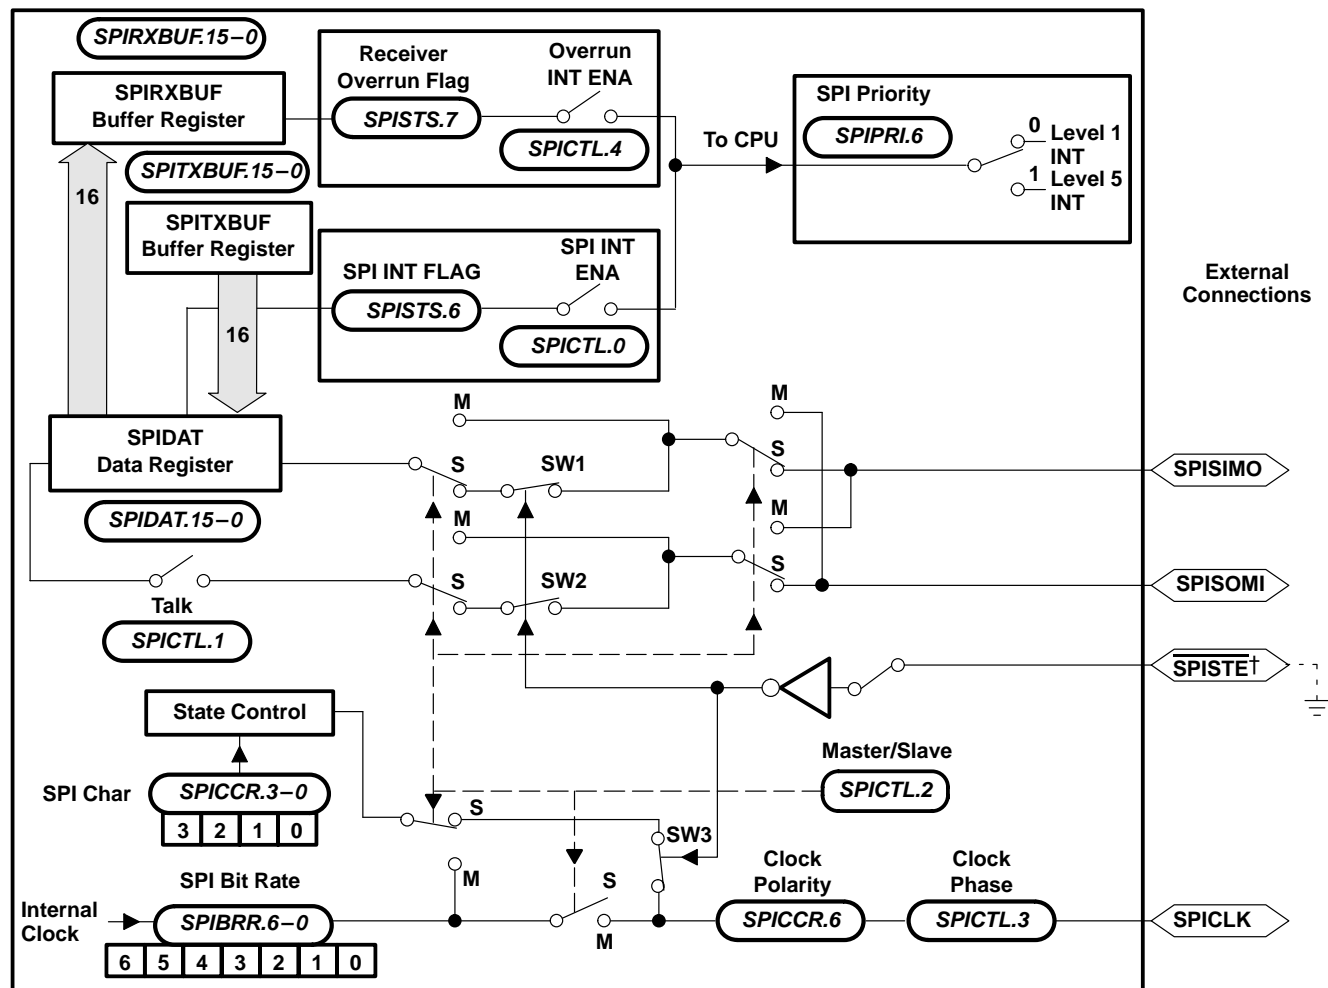 SPIRXBUF.15–0
SPIRXBUF
Buffer Register
SPITXBUF.15–0
16
SPITXBUF
Buffer Register
16
Receiver
Overrun Flag
SPISTS.7
Overrun
INT ENA
SPICTL.4
To CPU
SPI Priority
SPIPRI.6
0
Level 1
INT
1
Level 5
INT
SPI INT FLAG
SPISTS.6
SPI INT
ENA
SPICTL.0
External
Connections
SPIDAT
Data Register
SPIDAT.15–0
M
S
SW1
M
S
SPISIMO
M
S
SW2
M
S
SPISOMI
Talk
SPICTL.1
SPISTE†
State Control
Master/Slave
SPICTL.2
SPI Char
SPICCR.3–0
3 2 1 0
S
M
SW3
SPI Bit Rate
Internal
Clock
SPIBRR.6–0
6 5 4 3 2 1 0
S
M
Clock
Polarity
SPICCR.6
Clock
Phase
SPICTL.3
SPICLK